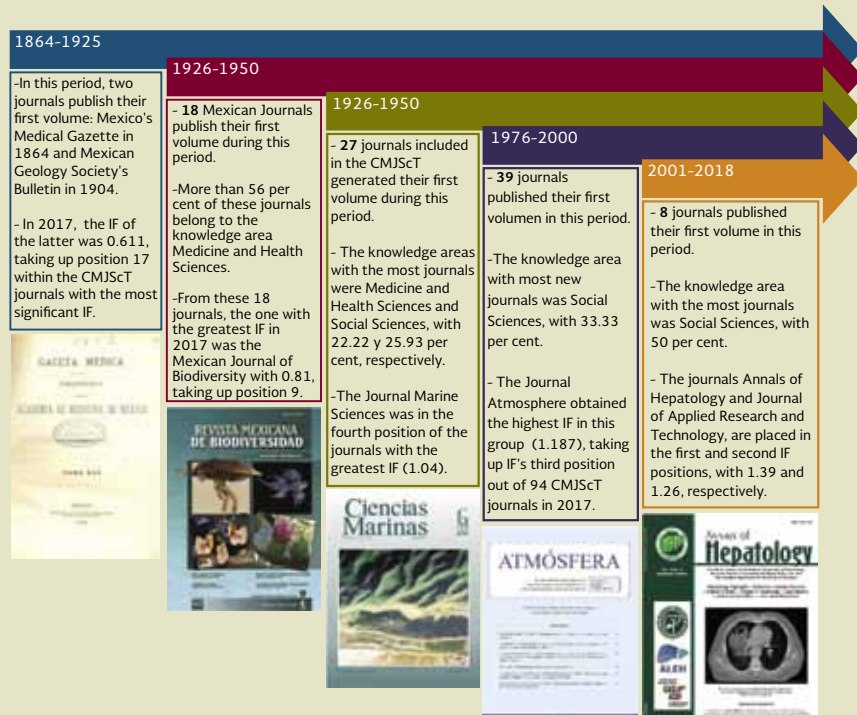 1864-1925
-In this period, two
journals publish their
first volume: Mexico's
Medical Gazette in
1864 and Mexican
Geology Society's
Bulletin in 1904.
- In 2017, the IF of
the latter was 0.611,
taking up position 17
within the CMJScT
journals with the most
significant IF.
GACETA MÉDICA
ACADEMIA DE MEDICINA DE MÉXICO
1926-1950
- 18 Mexican Journals
publish their first
volume during this
period.
-More than 56 per
cent of these journals
belong to the
knowledge area
Medicine and Health
Sciences.
-From these 18
journals, the one with
the greatest IF in
2017 was the
Mexican Journal of
Biodiversity with 0.81,
taking up position 9.
REVISTA MEXICANA
DE BIODIVERSIDAD
1926-1950
- 27 journals included
in the CMJScT
generated their first
volume during this
period.
- The knowledge areas
with the most journals
were Medicine and
Health Sciences and
Social Sciences, with
22.22 y 25.93 per
cent, respectively.
-The Journal Marine
Sciences was in the
fourth position of the
journals with the
greatest IF (1.04).
Ciencias
Marinas
1976-2000
- 39 journals
published their first
volumen in this period.
-The knowledge area
with most new
journals was Social
Sciences, with 33.33
per cent.
- The Journal
Atmosphere obtained
the highest IF in this
group (1.187), taking
up IF's third position
out of 94 CMJScT
journals in 2017.
ATMÓSFERA
2001-2018
- 8 journals published
their first volume in this
period.
-The knowledge area
with the most journals
was Social Sciences, with
50 per cent.
- The journals Annals of
Hepatology and Journal
of Applied Research and
Technology, are placed in
the first and second IF
positions, with 1.39 and
1.26, respectively.
Annals of
Hepatology
ALEH